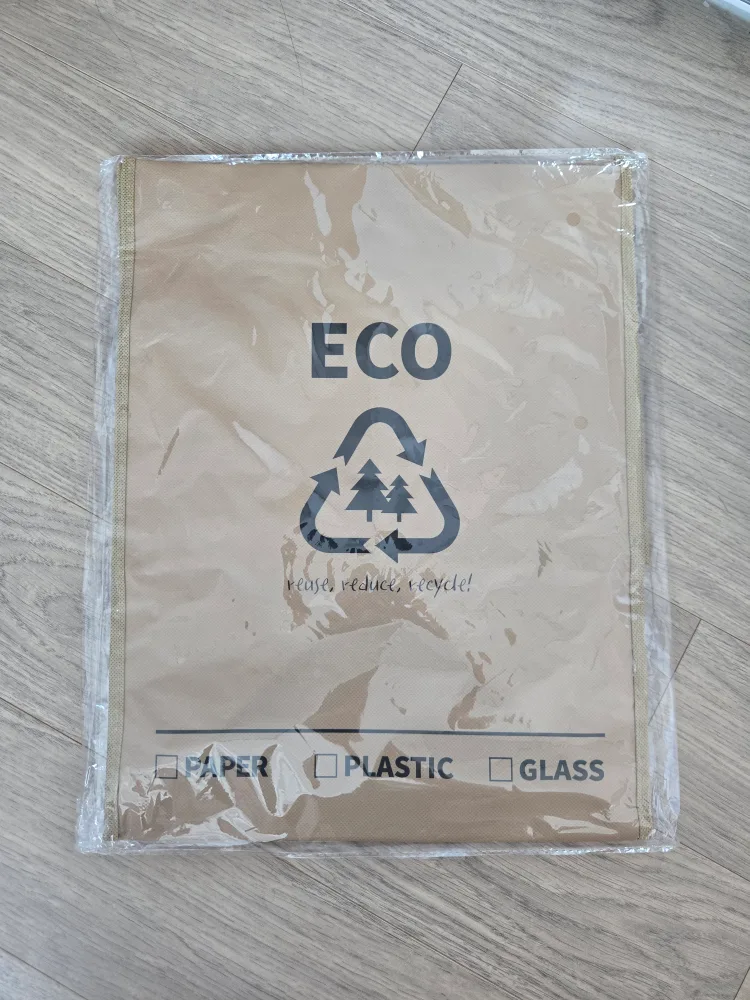 ECO
reuse, reduce, recycle!
PAPER PLASTIC GLASS